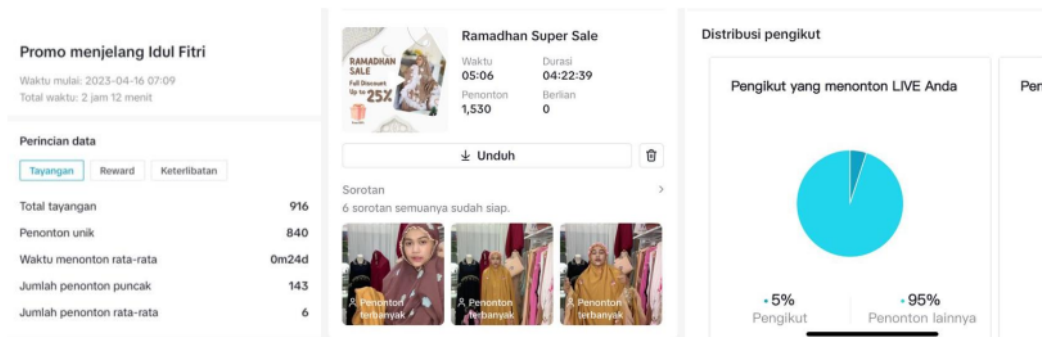 Promo menjelang Idul Fitri
Waktu mulai: 2023-04-16 07:09
Total waktu: 2 jam 12 menit
Perincian data
Tayangan Reward Keterlibatan
Total tayangan 916
Penonton unik 840
Waktu menonton rata-rata 0m24d
Jumlah penonton puncak 143
Jumlah penonton rata-rata 6
RAMADHAN
SALE
Full Discount
Up to 25%
Ramadhan Super Sale
Waktu Durasi
05:06 04:22:39
Penonton Berlian
1,530 0
Unduh
Sorotan
6 sorotan semuanya sudah siap.
Penonton
terbanyak
Penonton
terbanyak
Penonton
terbanyak
Distribusi pengikut
Pengikut yang menonton LIVE Anda
Pen
5% 95%
Pengikut Penonton lainnya